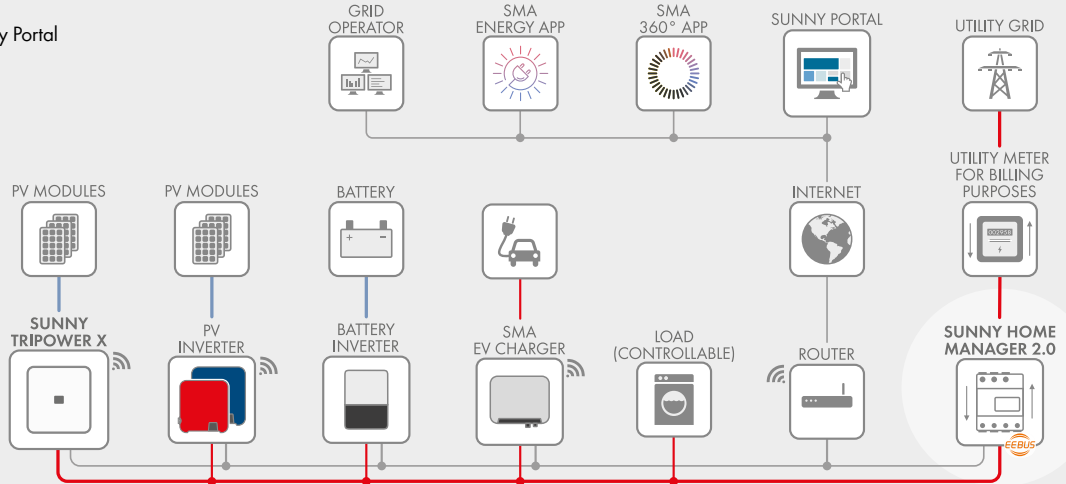 y Portal
GRID
OPERATOR
SMA
ENERGY APP
SMA
360° APP
SUNNY PORTAL
UTILITY GRID
UTILITY METER
FOR BILLING
PURPOSES
PV MODULES
PV MODULES
BATTERY
INTERNET
SUNNY
TRIPOWER X
PV
INVERTER
BATTERY
INVERTER
SMA
EV CHARGER
LOAD
(CONTROLLABLE)
ROUTER
SUNNY HOME
MANAGER 2.0
EEBUS